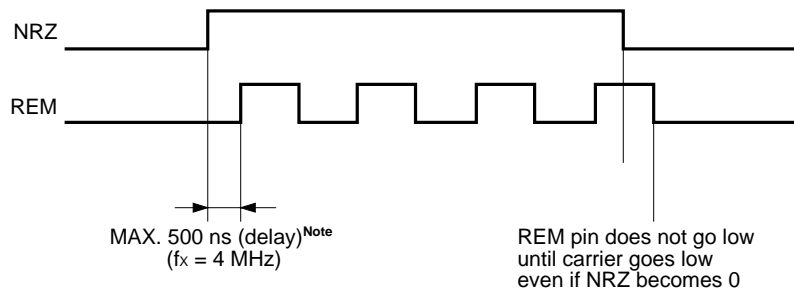 NRZ
REM
MAX. 500 ns (delay)Note
(fX = 4 MHz)
REM pin does not go low
until carrier goes low
even if NRZ becomes 0